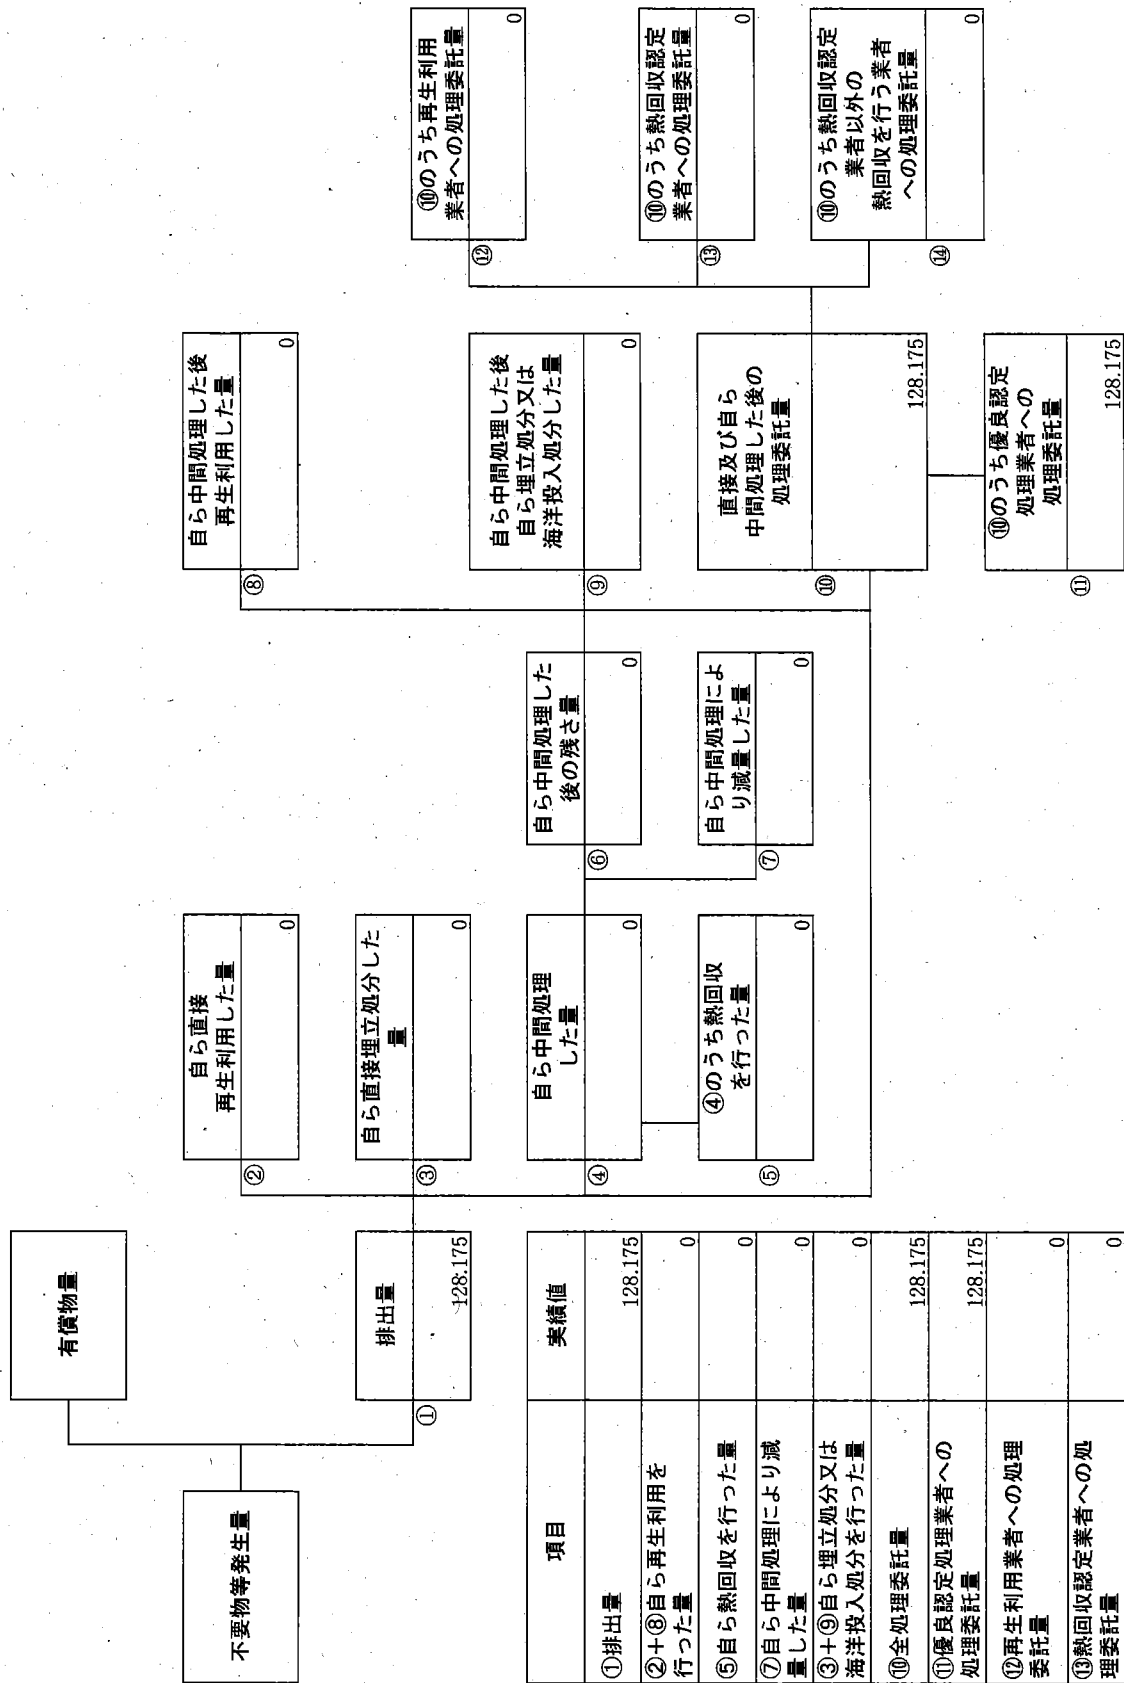 不要物等発生量
有償物量
①
排出量
128.175
②
自ら直接
再生利用した量
0
③
自ら直接埋立処分した
量
0
④
自ら中間処理
した量
0
⑤
④のうち熱回収
を行った量
0
⑥
自ら中間処理した
後の残さ量
0
⑦
自ら中間処理によ
り減量した量
0
⑧
自ら中間処理した後
再生利用した量
0
⑨
自ら中間処理した後
自ら埋立処分又は
海洋投入処分した量
0
⑩
直接及び自ら
中間処理した後の
処理委託量
128.175
⑪
⑩のうち優良認定
処理業者への
処理委託量
128.175
⑫
⑩のうち再生利用
業者への処理委託量
0
⑬
⑩のうち熱回収認定
業者への処理委託量
0
⑭
⑩のうち熱回収認定
業者以外の
熱回収を行う業者
への処理委託量
0
項目 実績値
①排出量 128.175
②+⑧自ら再生利用を
行った量 0
⑤自ら熱回収を行った量 0
⑦自ら中間処理により減
量した量 0
③+⑨自ら埋立処分又は
海洋投入処分を行った量 0
⑩全処理委託量 128.175
⑪優良認定処理業者への
処理委託量 128.175
⑫再生利用業者への処理
委託量 0
⑬熱回収認定業者への処
理委託量 0